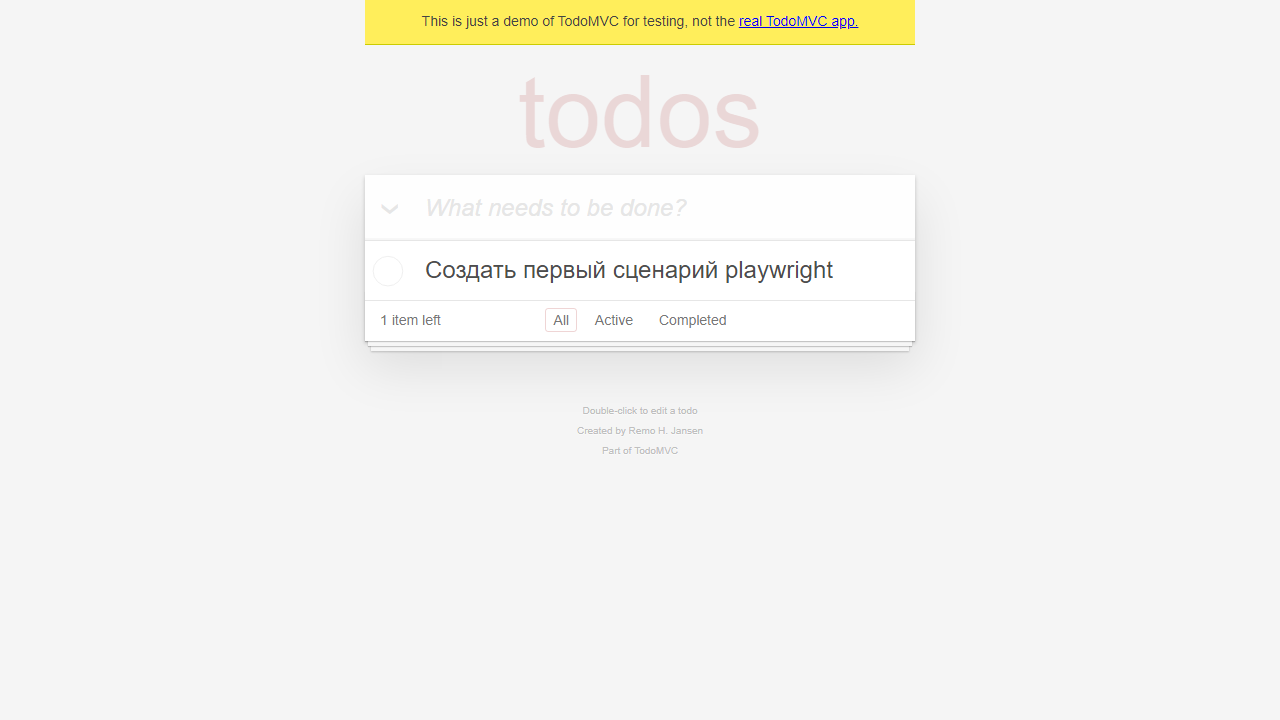 This is just a demo of TodoMVC for testing, not the real TodoMVC app.
todos
What needs to be done?
Создать первый сценарий playwright
1 item left All Active Completed
Double-click to edit a todo
Created by Remo H. Jansen
Part of TodoMVC